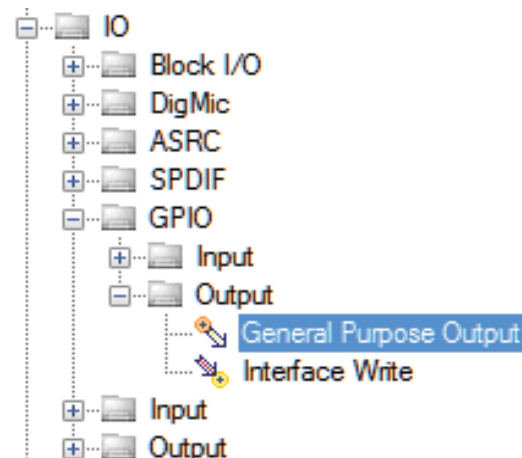 IO
Block I/O
DigMic
ASRC
SPDIF
GPIO
Input
Output
General Purpose Output
Interface Write
Input
Output